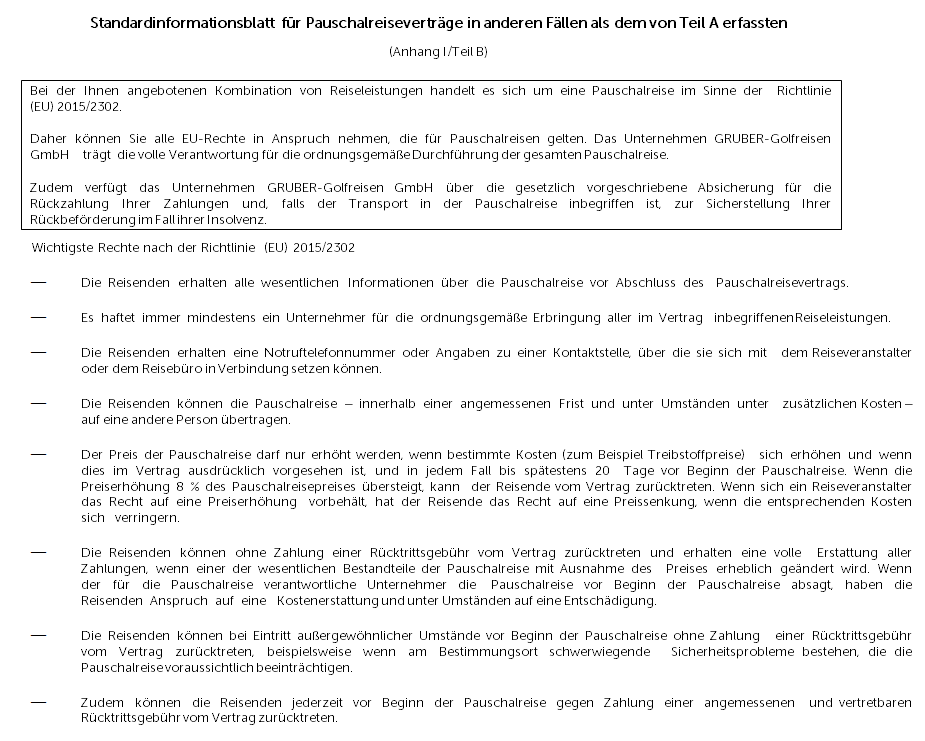 Standardinformationsblatt für Pauschalreiseverträge in anderen Fällen als dem von Teil A erfassten
(Anhang I/Teil B)
Bei der Ihnen angebotenen Kombination von Reiseleistungen handelt es sich um eine Pauschalreise im Sinne der Richtlinie
(EU) 2015/2302.
Daher können Sie alle EU-Rechte in Anspruch nehmen, die für Pauschalreisen gelten. Das Unternehmen GRUBER-Golfreisen
GmbH trägt die volle Verantwortung für die ordnungsgemäße Durchführung der gesamten Pauschalreise.
Zudem verfügt das Unternehmen GRUBER-Golfreisen GmbH über die gesetzlich vorgeschriebene Absicherung für die
Rückzahlung Ihrer Zahlungen und, falls der Transport in der Pauschalreise inbegriffen ist, zur Sicherstellung Ihrer
Rückbeförderung im Fall ihrer Insolvenz.
Wichtigste Rechte nach der Richtlinie (EU) 2015/2302
— Die Reisenden erhalten alle wesentlichen Informationen über die Pauschalreise vor Abschluss des Pauschalreisevertrags.
— Es haftet immer mindestens ein Unternehmer für die ordnungsgemäße Erbringung aller im Vertrag inbegriffenen Reiseleistungen.
— Die Reisenden erhalten eine Notruftelefonnummer oder Angaben zu einer Kontaktstelle, über die sie sich mit dem Reiseveranstalter
oder dem Reisebüro in Verbindung setzen können.
— Die Reisenden können die Pauschalreise – innerhalb einer angemessenen Frist und unter Umständen unter zusätzlichen Kosten –
auf eine andere Person übertragen.
— Der Preis der Pauschalreise darf nur erhöht werden, wenn bestimmte Kosten (zum Beispiel Treibstoffpreise) sich erhöhen und wenn
dies im Vertrag ausdrücklich vorgesehen ist, und in jedem Fall bis spätestens 20 Tage vor Beginn der Pauschalreise. Wenn die
Preiserhöhung 8 % des Pauschalreisepreises übersteigt, kann der Reisende vom Vertrag zurücktreten. Wenn sich ein Reiseveranstalter
das Recht auf eine Preiserhöhung vorbehält, hat der Reisende das Recht auf eine Preissenkung, wenn die entsprechenden Kosten
sich verringern.
— Die Reisenden können ohne Zahlung einer Rücktrittsgebühr vom Vertrag zurücktreten und erhalten eine volle Erstattung aller
Zahlungen, wenn einer der wesentlichen Bestandteile der Pauschalreise mit Ausnahme des Preises erheblich geändert wird. Wenn
der für die Pauschalreise verantwortliche Unternehmer die Pauschalreise vor Beginn der Pauschalreise absagt, haben die
Reisenden Anspruch auf eine Kostenerstattung und unter Umständen auf eine Entschädigung.
— Die Reisenden können bei Eintritt außergewöhnlicher Umstände vor Beginn der Pauschalreise ohne Zahlung einer Rücktrittsgebühr
vom Vertrag zurücktreten, beispielsweise wenn am Bestimmungsort schwerwiegende Sicherheitsprobleme bestehen, die die
Pauschalreise voraussichtlich beeinträchtigen.
— Zudem können die Reisenden jederzeit vor Beginn der Pauschalreise gegen Zahlung einer angemessenen und vertretbaren
Rücktrittsgebühr vom Vertrag zurücktreten.